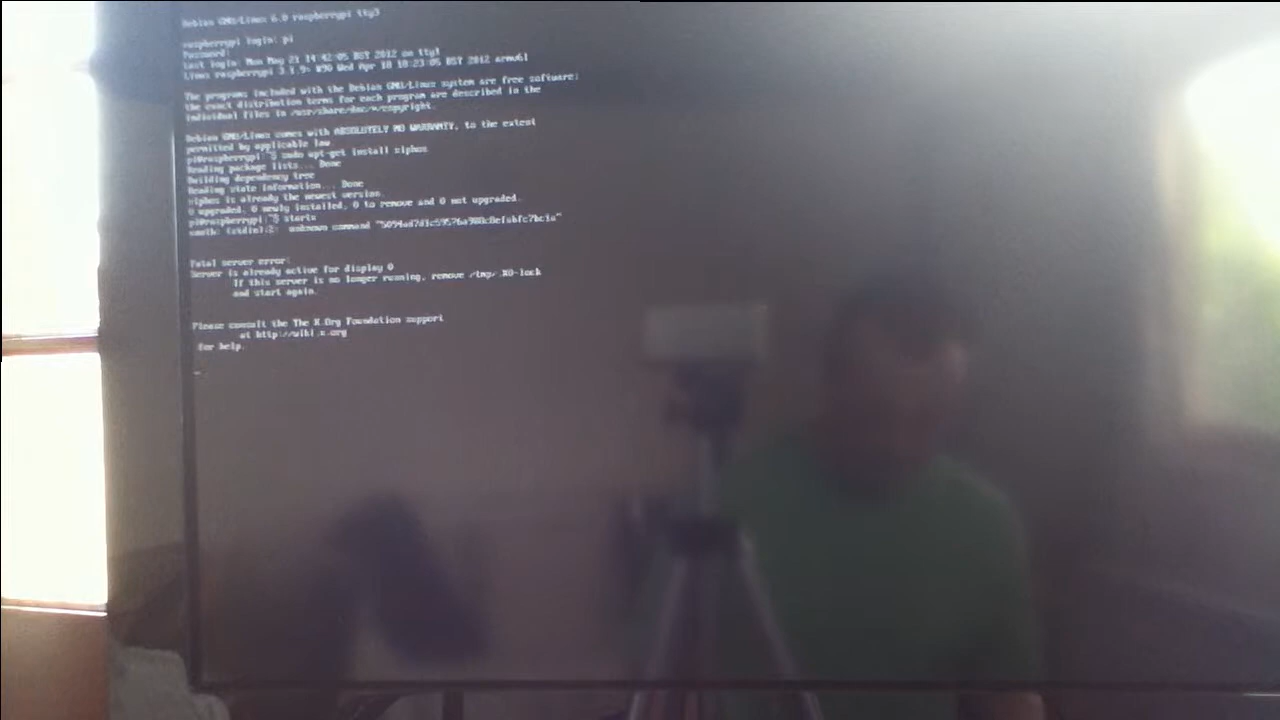 Debian GNU/Linux 6.0 raspberrypi tty3
raspberrypi login: pi
Password:
Last login: Mon May 21 14:42:05 BST 2012 on tty1
Linux raspberrypi 3.1.9+ #90 Wed Apr 18 18:23:05 BST 2012 armv6l
The programs included with the Debian GNU/Linux system are free software;
the exact distribution terms for each program are described in the
individual files in /usr/share/doc/*/copyright.
Debian GNU/Linux comes with ABSOLUTELY NO WARRANTY, to the extent
permitted by applicable law.
pi@raspberrypi:~$ sudo apt-get install xiphos
Reading package lists... Done
Building dependency tree
Reading state information... Done
xiphos is already the newest version.
0 upgraded, 0 newly installed, 0 to remove and 0 not upgraded.
pi@raspberrypi:~$ startx
xauth: (stdin):2: unknown command
Fatal server error:
Server is already active for display 0
If this server is no longer running, remove /tmp/.X0-lock
and start again.
Please consult the The X.Org Foundation support
at http://wiki.x.org
for help.